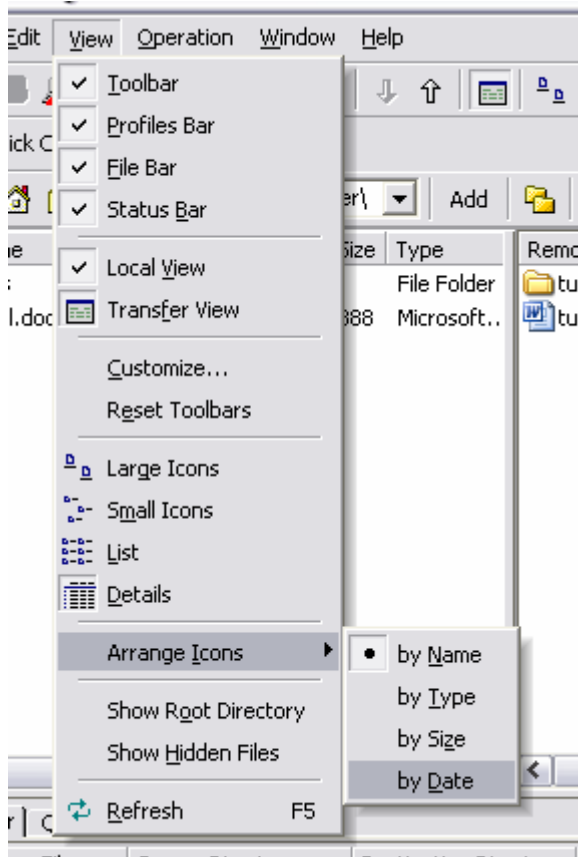 Edit View Operation Window Help
Toolbar
Profiles Bar
File Bar
Status Bar
Add
Local View
Type
File Folder
Transfer View
888 Microsoft..
Customize...
Reset Toolbars
Large Icons
Small Icons
List
Details
Arrange Icons
by Name
by Type
by Size
by Date
Show Root Directory
Show Hidden Files
Refresh F5